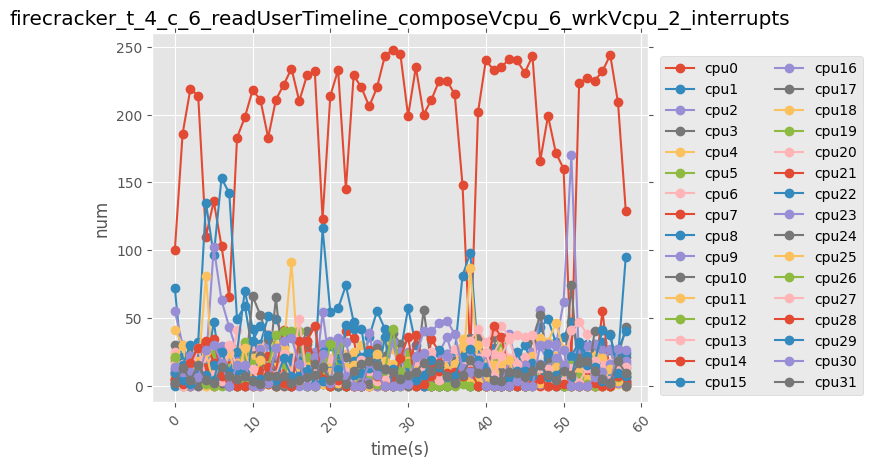 firecracker_t_4_c_6_readUserTimeline_composeVcpu_6_wrkVcpu_2_interrupts
250
200
150
100
50
0
num
0
10
20
30
40
50
60
time(s)
cpu0
cpu1
cpu2
cpu3
cpu4
cpu5
cpu6
cpu7
cpu8
cpu9
cpu10
cpu11
cpu12
cpu13
cpu14
cpu15
cpu16
cpu17
cpu18
cpu19
cpu20
cpu21
cpu22
cpu23
cpu24
cpu25
cpu26
cpu27
cpu28
cpu29
cpu30
cpu31